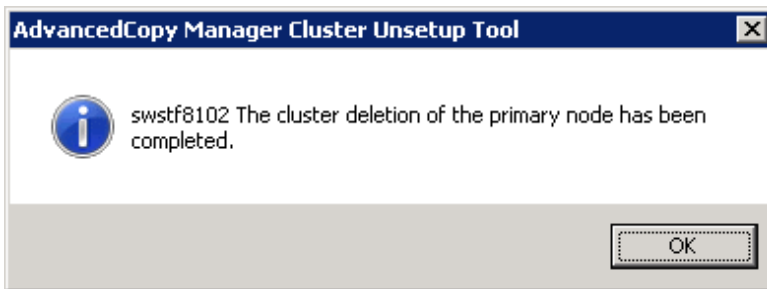 AdvancedCopy Manager Cluster Unsetup Tool
swstf8102 The cluster deletion of the primary node has been
completed.
OK